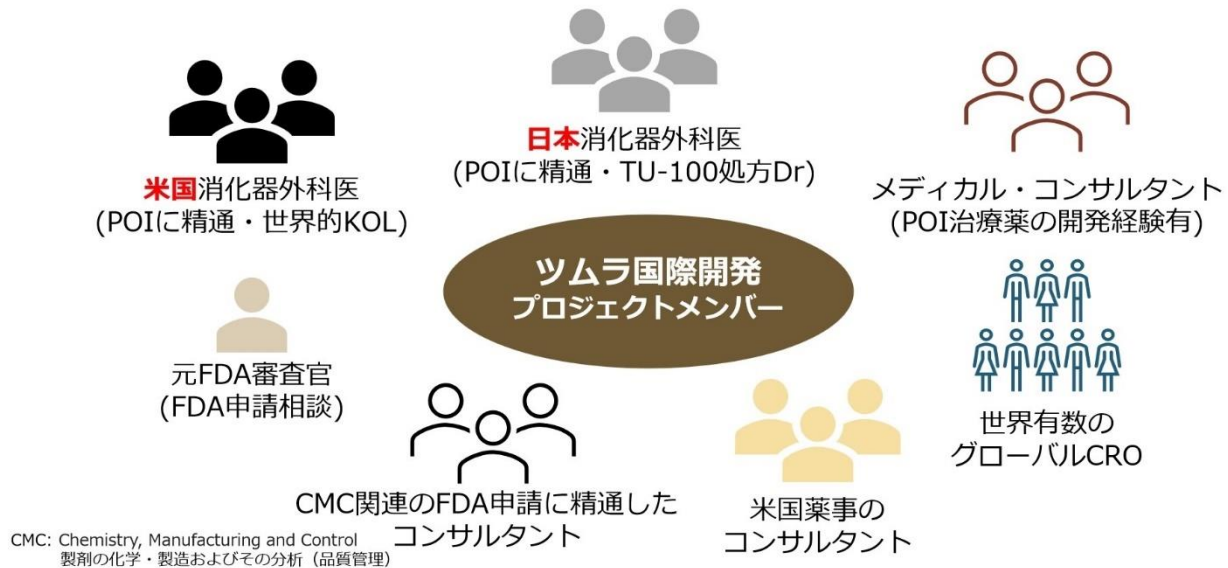 日本消化器外科医
(POIに精通・TU-100処方Dr)
米国消化器外科医
(POIに精通・世界的KOL)
メディカル・コンサルタント
(POI治療薬の開発経験有)
ツムラ国際開発
プロジェクトメンバー
元FDA審査官
(FDA申請相談)
世界有数の
グローバルCRO
CMC関連のFDA申請に精通した
コンサルタント
米国薬事の
コンサルタント
CMC: Chemistry, Manufacturing and Control
製剤の化学・製造およびその分析（品質管理）